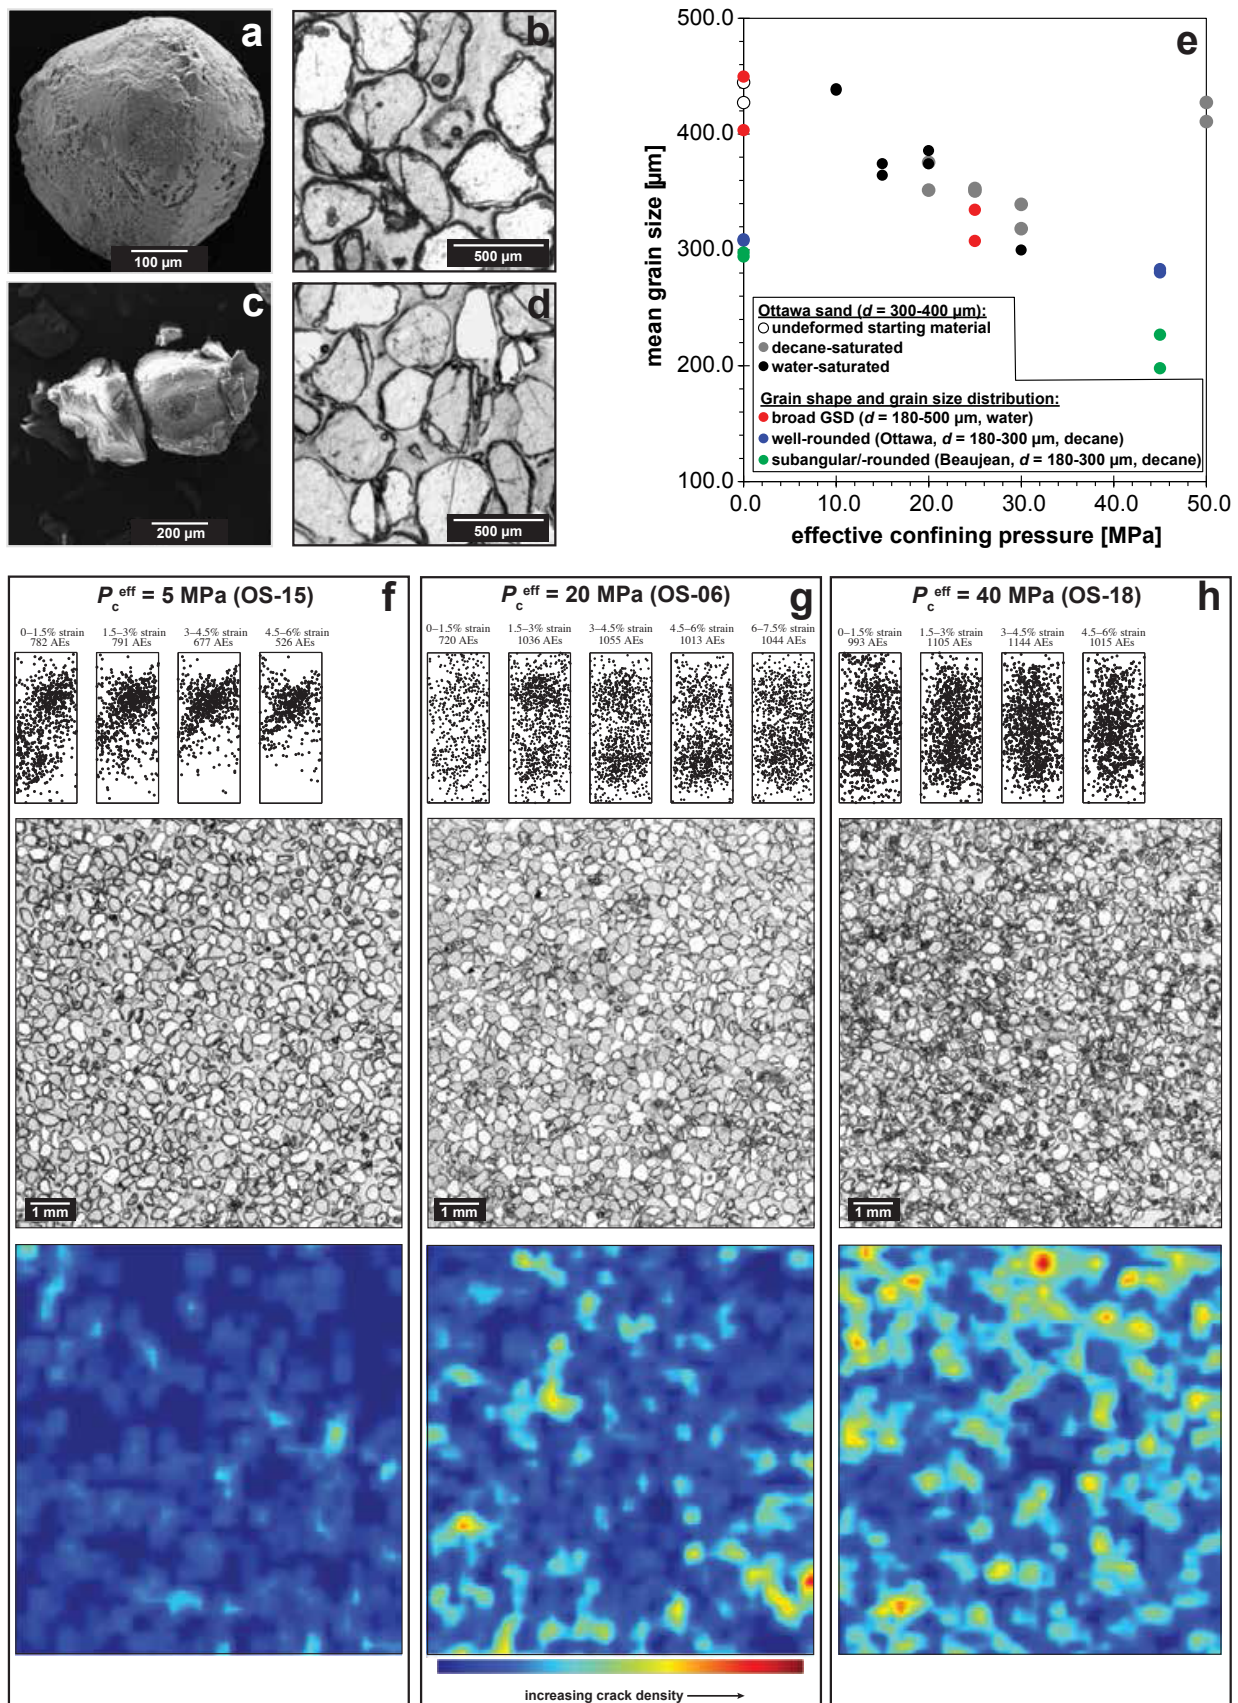 a
100 µm
b
500 µm
c
200 µm
d
500 µm
e
500.0
400.0
300.0
200.0
100.0
mean grain size [µm]
0.0
10.0
20.0
30.0
40.0
50.0
effective confining pressure [MPa]
Ottawa sand (d = 300-400 µm):
undeformed starting material
decane-saturated
water-saturated
Grain shape and grain size distribution:
broad GSD (d = 180-500 µm, water)
well-rounded (Ottawa, d = 180-300 µm, decane)
subangular/-rounded (Beaujean, d = 180-300 µm, decane)
P_c^eff = 5 MPa (OS-15)
f
0–1.5% strain
782 AEs
1.5–3% strain
791 AEs
3–4.5% strain
677 AEs
4.5–6% strain
526 AEs
1 mm
P_c^eff = 20 MPa (OS-06)
g
0–1.5% strain
720 AEs
1.5–3% strain
1036 AEs
3–4.5% strain
1055 AEs
4.5–6% strain
1013 AEs
6–7.5% strain
1044 AEs
1 mm
increasing crack density
P_c^eff = 40 MPa (OS-18)
h
0–1.5% strain
993 AEs
1.5–3% strain
1105 AEs
3–4.5% strain
1144 AEs
4.5–6% strain
1015 AEs
1 mm